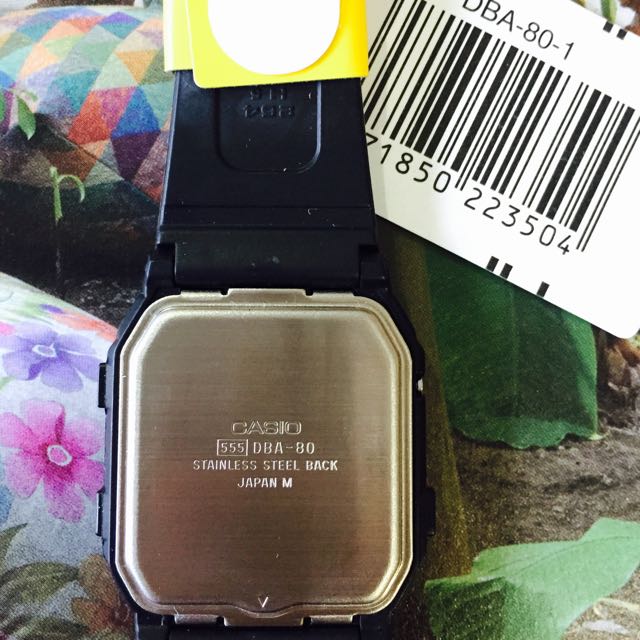 DBA-80-1
71850 223504
CASIO
555 DBA-80
STAINLESS STEEL BACK
JAPAN M